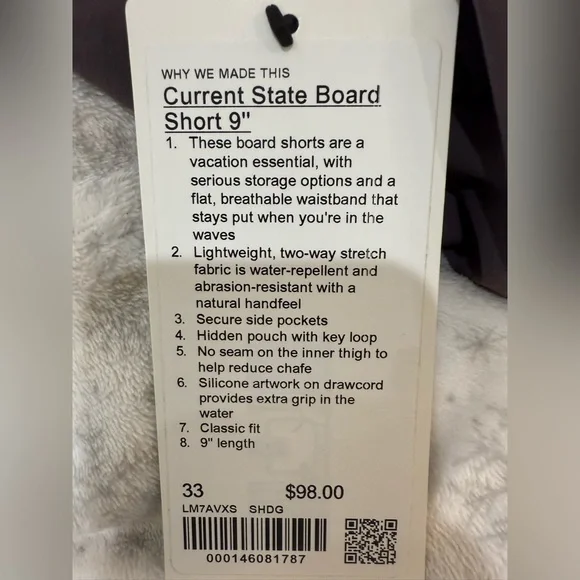 WHY WE MADE THIS
Current State Board
Short 9"
1. These board shorts are a
vacation essential, with
serious storage options and a
flat, breathable waistband that
stays put when you're in the
waves
2. Lightweight, two-way stretch
fabric is water-repellent and
abrasion-resistant with a
natural handfeel
3. Secure side pockets
4. Hidden pouch with key loop
5. No seam on the inner thigh to
help reduce chafe
6. Silicone artwork on drawcord
provides extra grip in the
water
7. Classic fit
8. 9" length
33 $98.00
LM7AVXS SHDG
000146081787